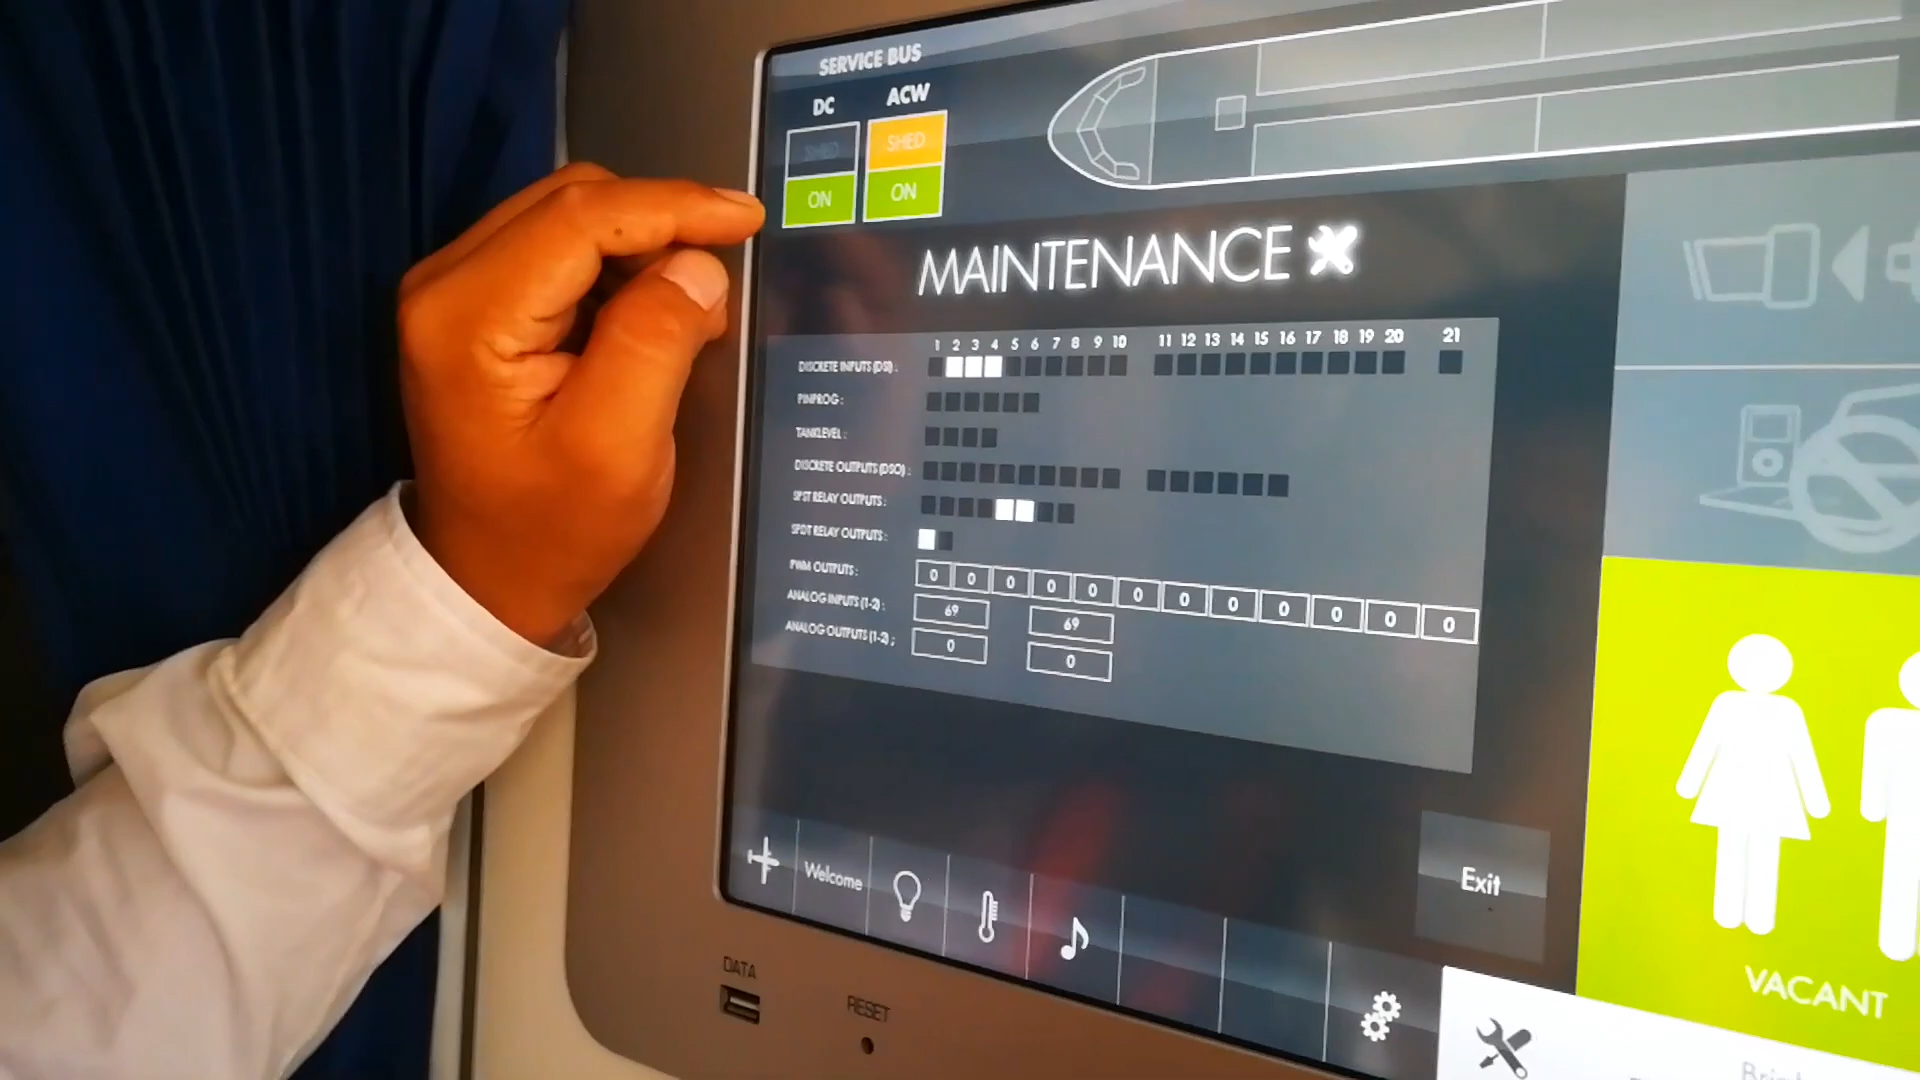 SERVICE BUS
DC ACW
SHED SHED
ON ON
MAINTENANCE
1 2 3 4 5 6 7 8 9 10 11 12 13 14 15 16 17 18 19 20 21
DISCRETE INPUTS (DSI) :
PINPROG :
TANKLEVEL :
DISCRETE OUTPUTS (DSO) :
SPST RELAY OUTPUTS :
SPDT RELAY OUTPUTS :
PWM OUTPUTS : 0 0 0 0 0 0 0 0 0 0 0 0
ANALOG INPUTS (1-2) : 69 69
ANALOG OUTPUTS (1-2) : 0 0
Exit
Welcome
VACANT
DATA
RESET